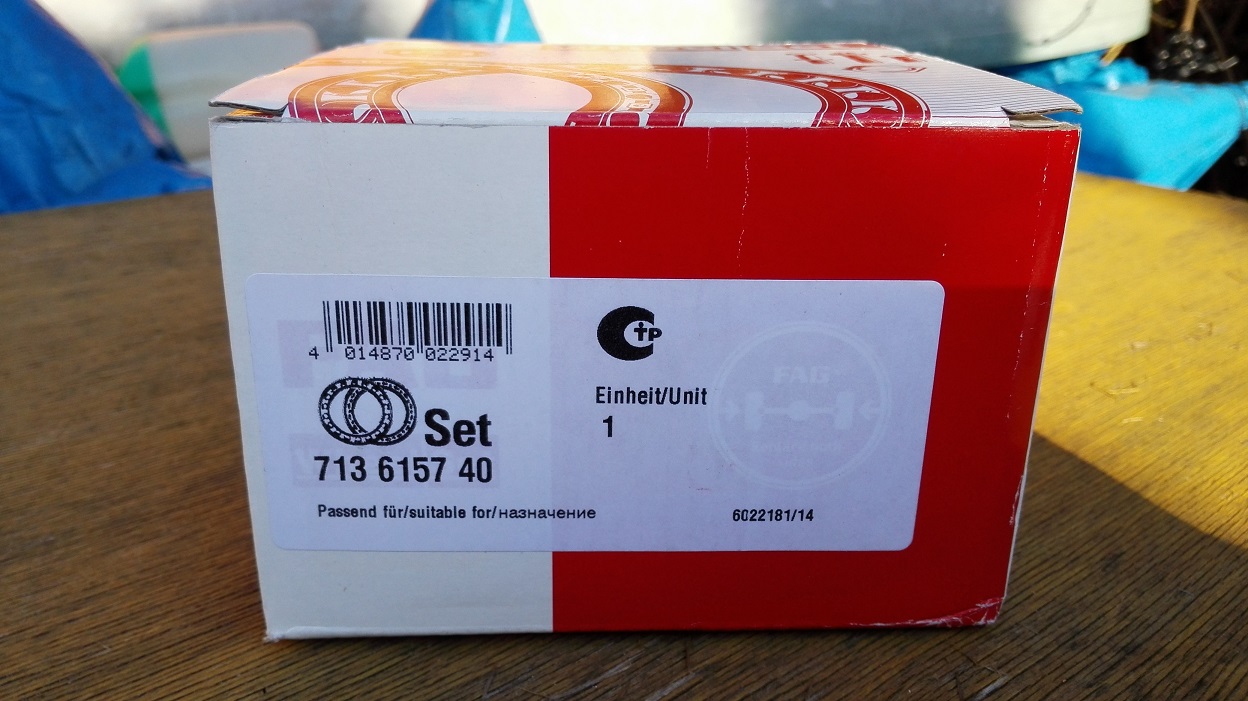 4 014870 022914
Set
713 6157 40
Einheit/Unit
1
FAG
Passend für/suitable for/назначение
6022181/14